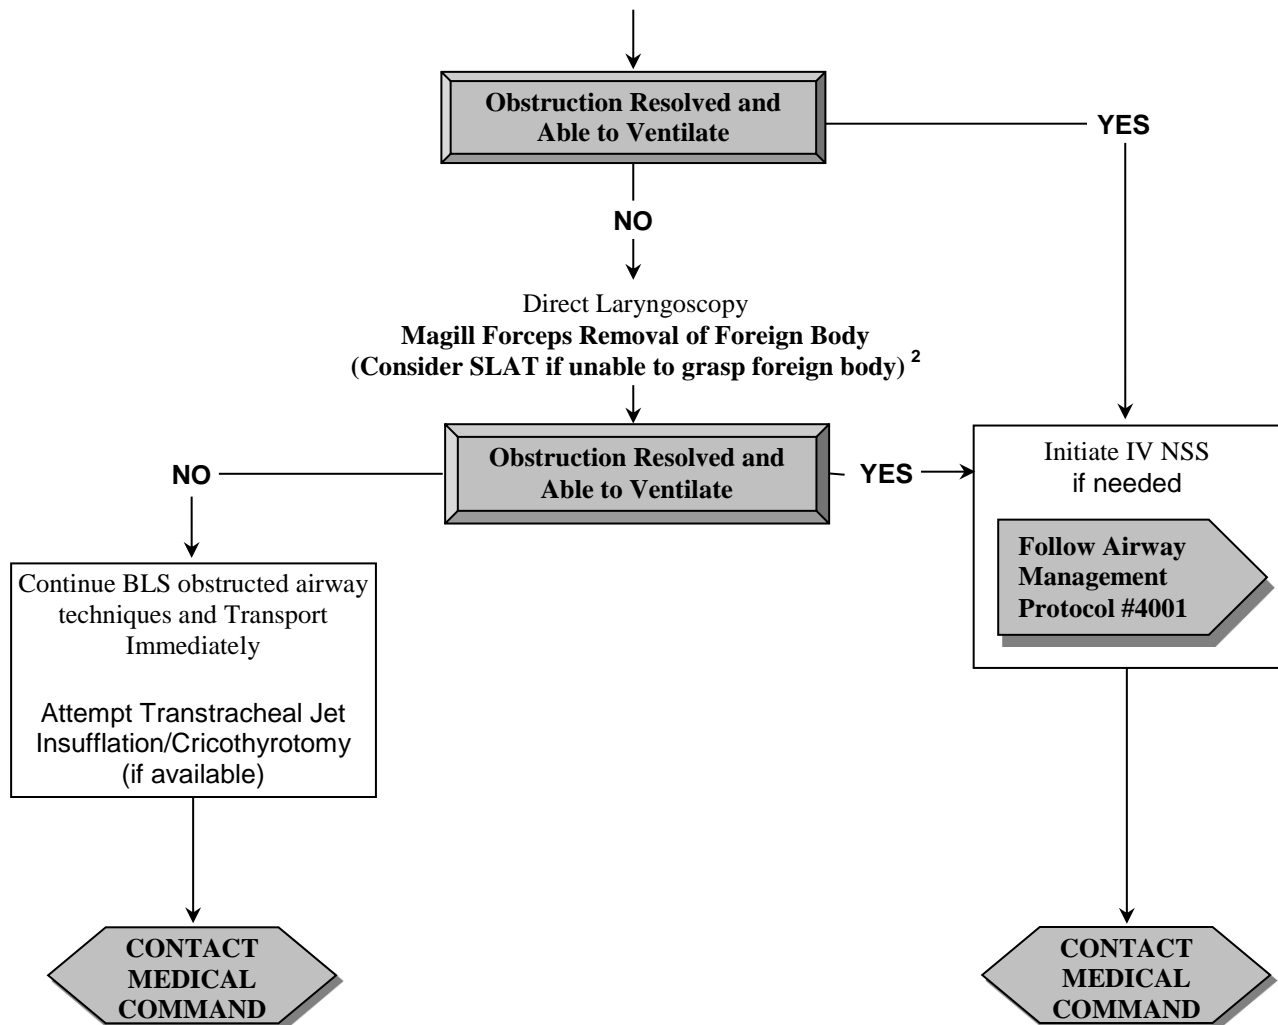 Obstruction Resolved and
Able to Ventilate
YES
NO
Direct Laryngoscopy
Magill Forceps Removal of Foreign Body
(Consider SLAT if unable to grasp foreign body) 2
Obstruction Resolved and
Able to Ventilate
NO
YES
Initiate IV NSS
if needed
Follow Airway
Management
Protocol #4001
Continue BLS obstructed airway
techniques and Transport
Immediately
Attempt Transtracheal Jet
Insufflation/Cricothyrotomy
(if available)
CONTACT
MEDICAL
COMMAND
CONTACT
MEDICAL
COMMAND